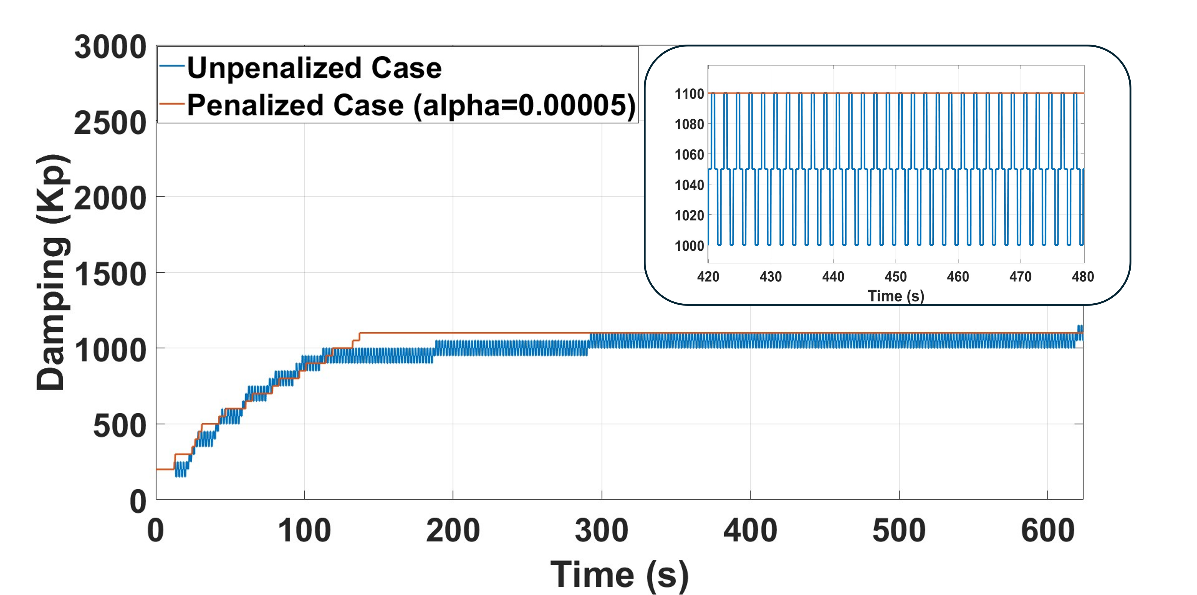 Unpenalized Case
Penalized Case (alpha=0.00005)
3000
2500
2000
1500
1000
500
0
Damping (Kp)
0 100 200 300 400 500 600
Time (s)
1100
1080
1060
1040
1020
1000
420 430 440 450 460 470 480
Time (s)